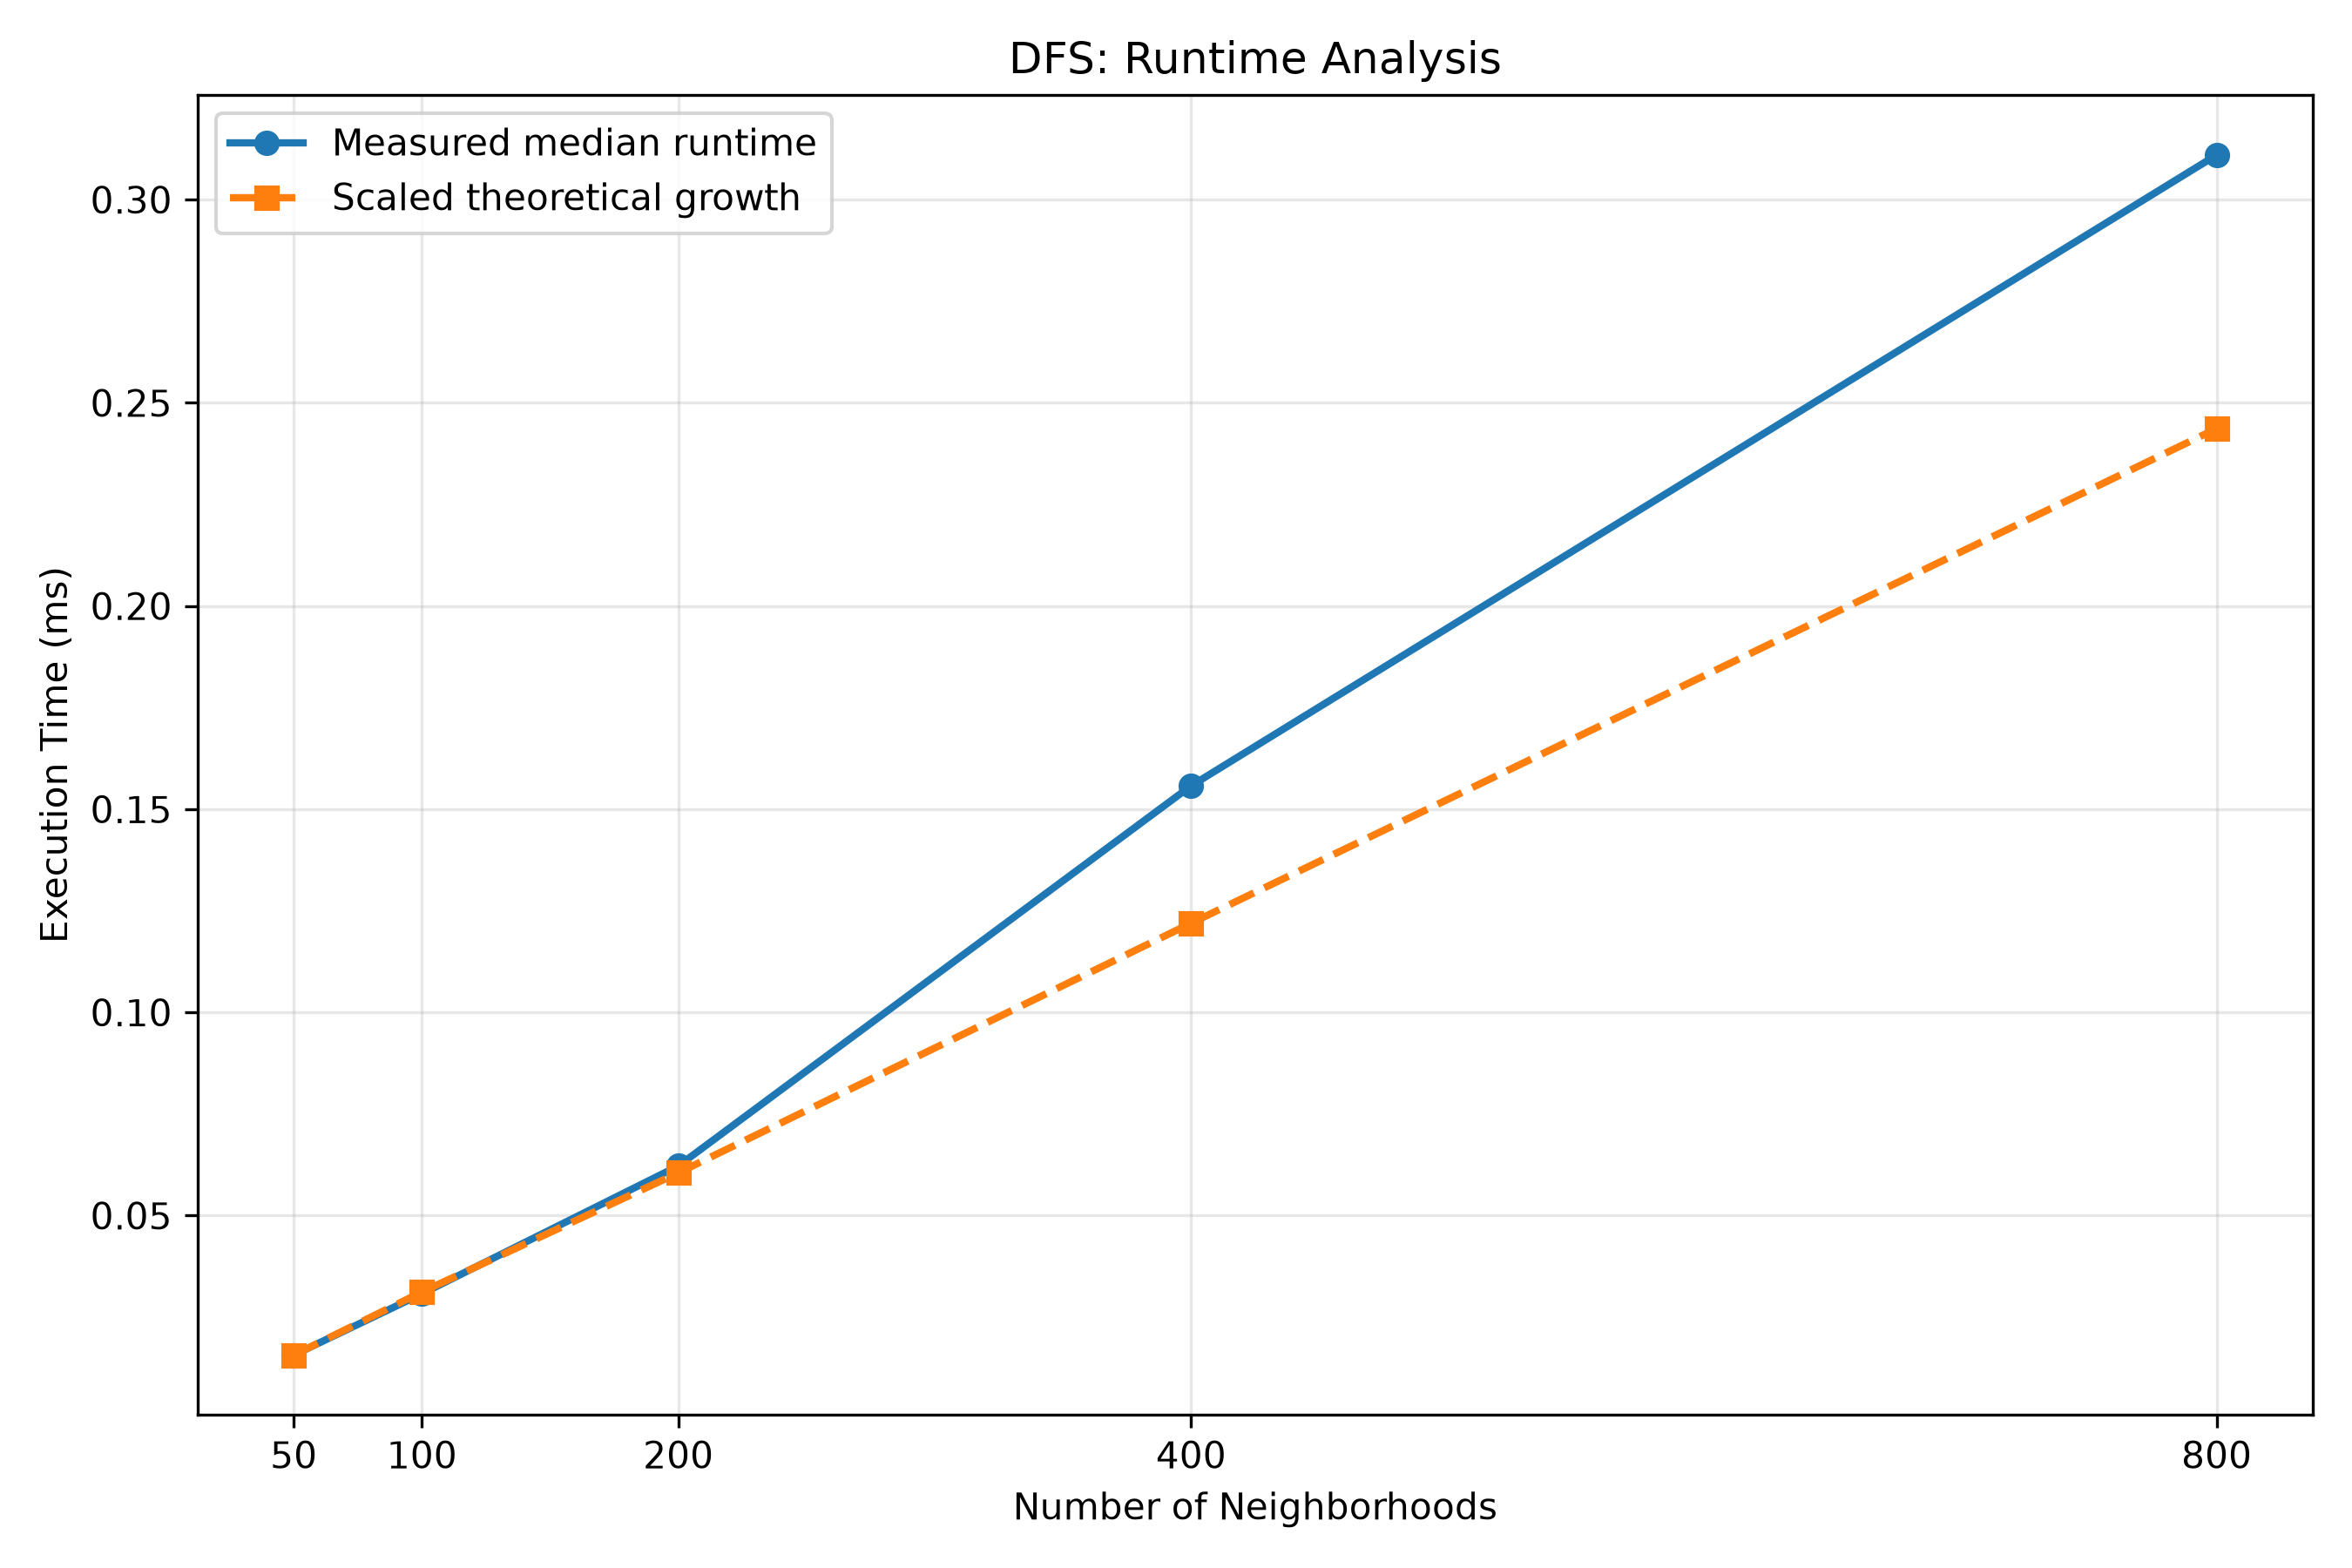 DFS: Runtime Analysis
Measured median runtime
Scaled theoretical growth
Execution Time (ms)
0.30
0.25
0.20
0.15
0.10
0.05
50 100 200 400 800
Number of Neighborhoods